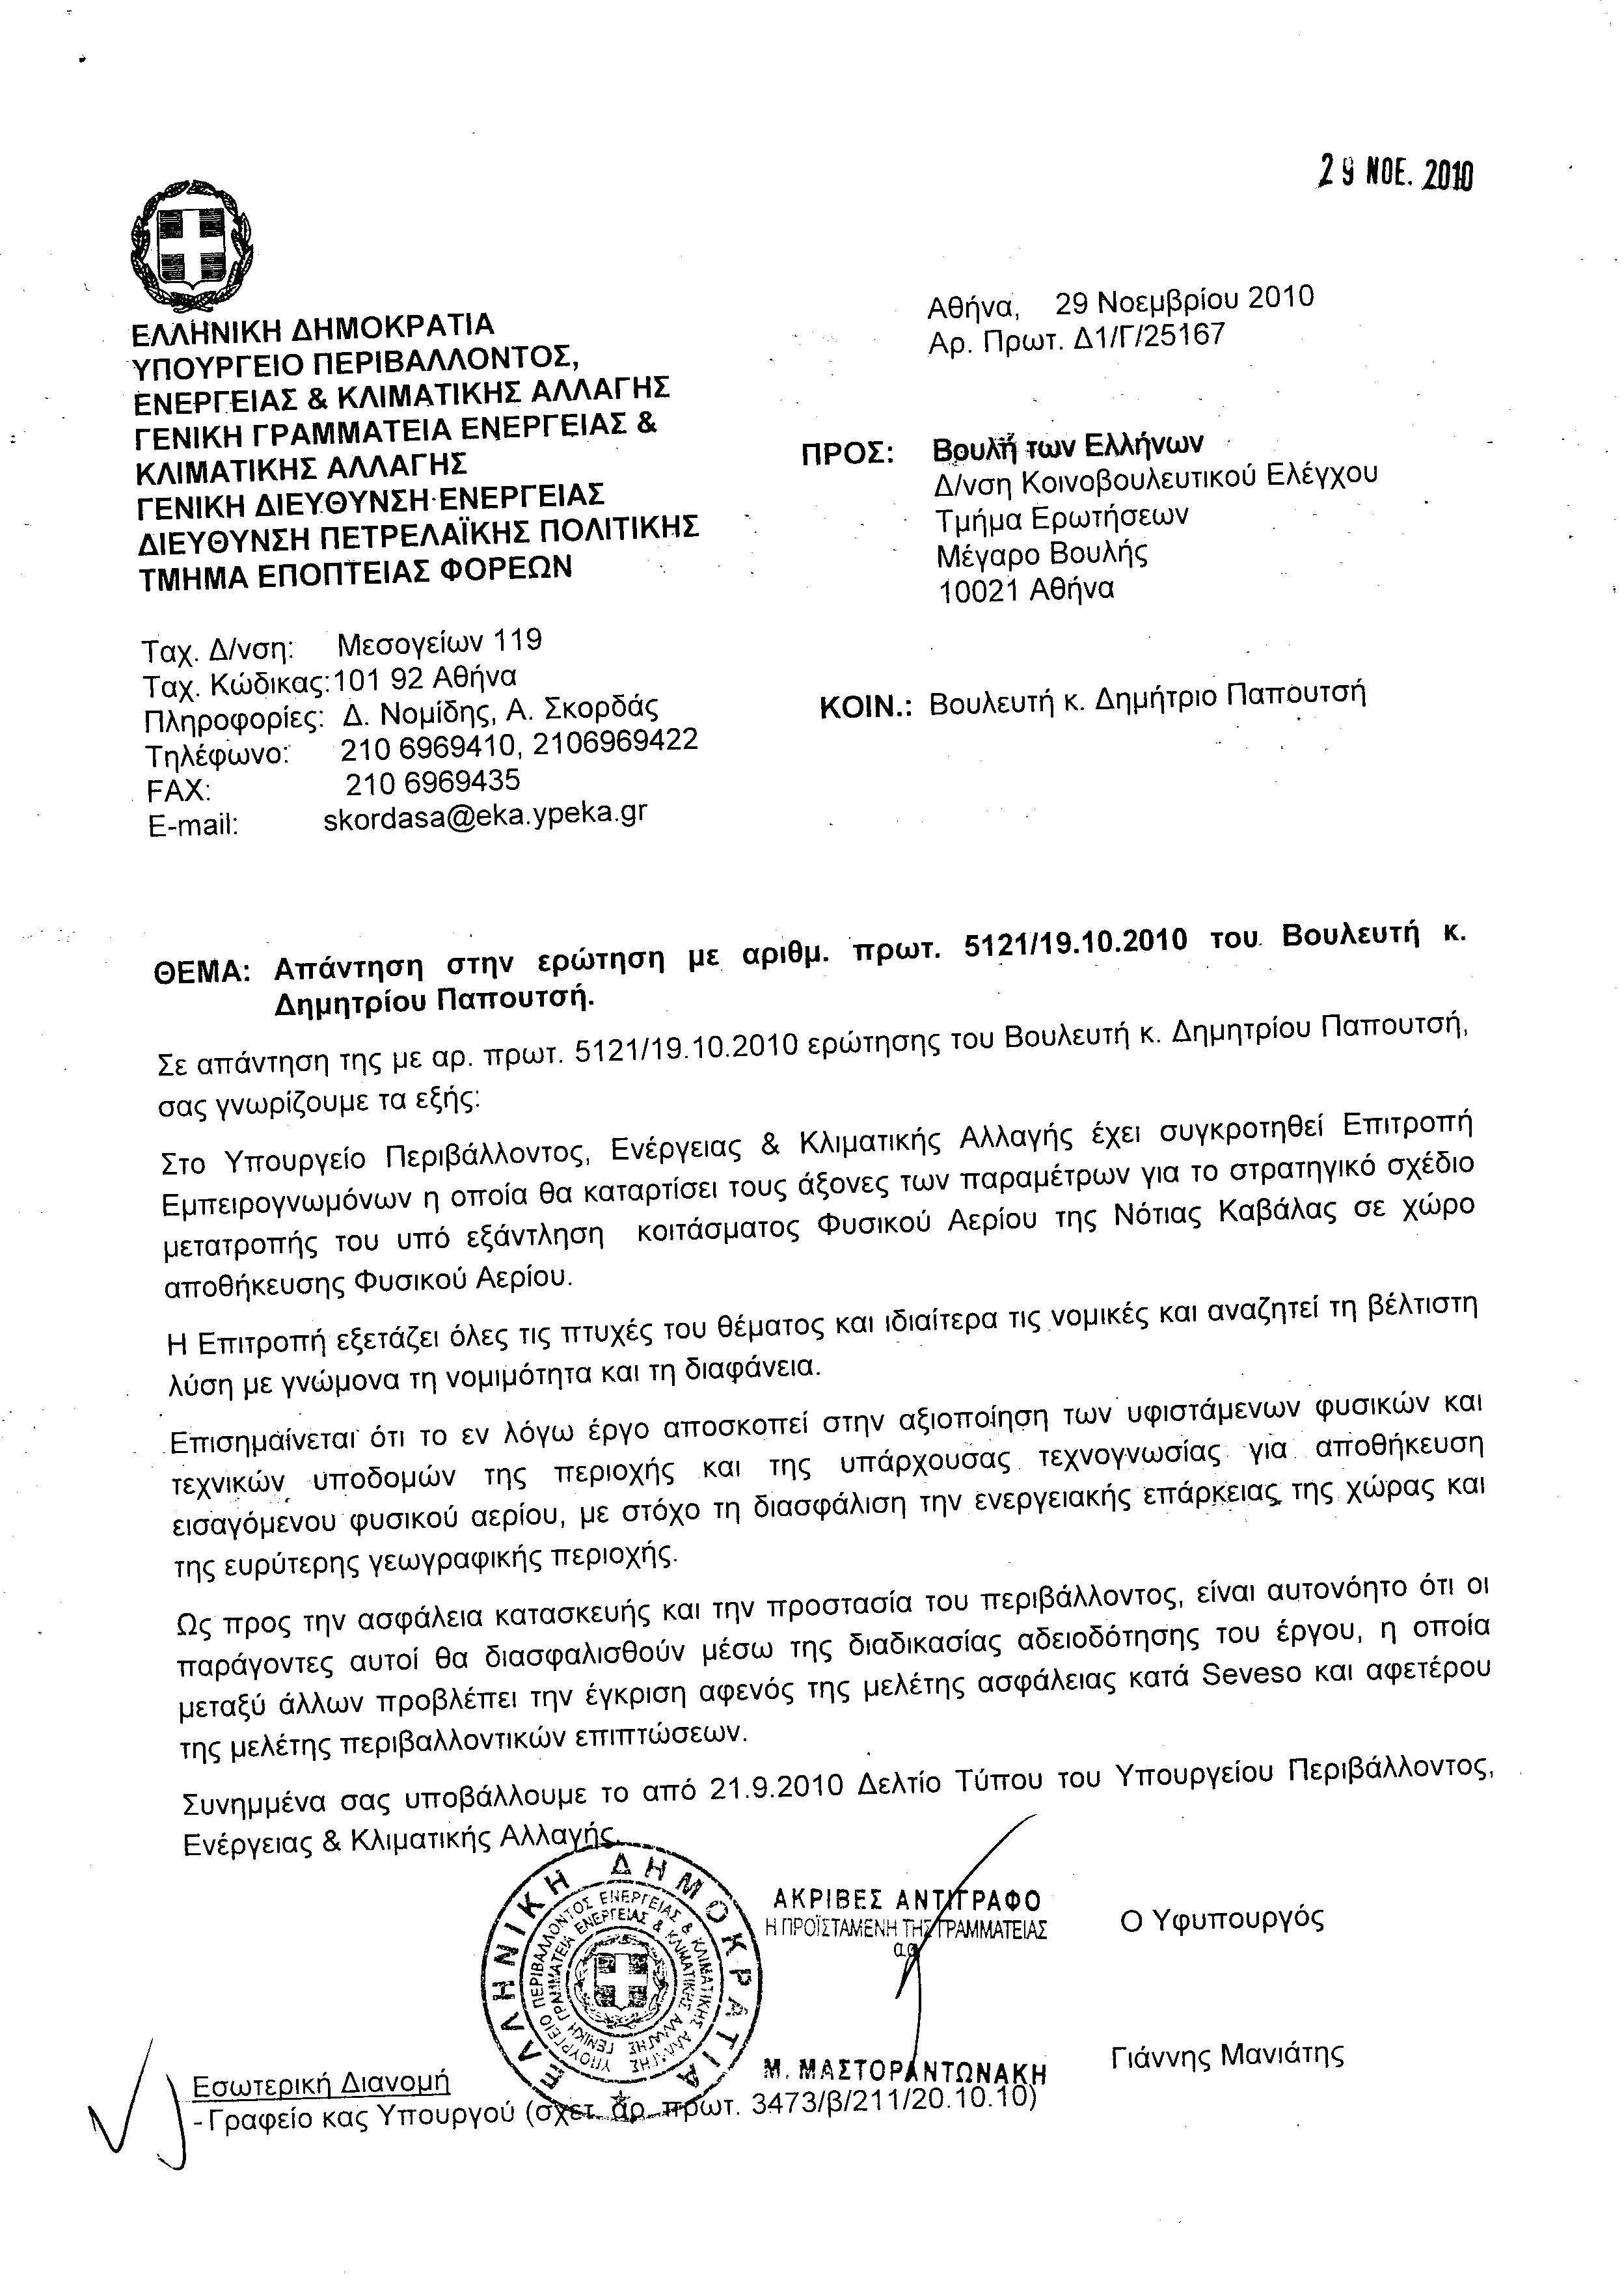 29 ΝΟΕ. 2010
ΕΛΛΗΝΙΚΗ ΔΗΜΟΚΡΑΤΙΑ
ΥΠΟΥΡΓΕΙΟ ΠΕΡΙΒΑΛΛΟΝΤΟΣ,
ΕΝΕΡΓΕΙΑΣ & ΚΛΙΜΑΤΙΚΗΣ ΑΛΛΑΓΗΣ
ΓΕΝΙΚΗ ΓΡΑΜΜΑΤΕΙΑ ΕΝΕΡΓΕΙΑΣ &
ΚΛΙΜΑΤΙΚΗΣ ΑΛΛΑΓΗΣ
ΓΕΝΙΚΗ ΔΙΕΥΘΥΝΣΗ ΕΝΕΡΓΕΙΑΣ
ΔΙΕΥΘΥΝΣΗ ΠΕΤΡΕΛΑΪΚΗΣ ΠΟΛΙΤΙΚΗΣ
ΤΜΗΜΑ ΕΠΟΠΤΕΙΑΣ ΦΟΡΕΩΝ
Ταχ. Δ/νση: Μεσογείων 119
Ταχ. Κώδικας: 101 92 Αθήνα
Πληροφορίες: Δ. Νομίδης, Α. Σκορδάς
Τηλέφωνο: 210 6969410, 2106969422
FAX: 210 6969435
E-mail: skordasa@eka.ypeka.gr
Αθήνα, 29 Νοεμβρίου 2010
Αρ. Πρωτ. Δ1/Γ/25167
ΠΡΟΣ: Βουλή των Ελλήνων
Δ/νση Κοινοβουλευτικού Ελέγχου
Τμήμα Ερωτήσεων
Μέγαρο Βουλής
10021 Αθήνα
ΚΟΙΝ.: Βουλευτή κ. Δημήτριο Παπουτσή
ΘΕΜΑ: Απάντηση στην ερώτηση με αριθμ. πρωτ. 5121/19.10.2010 του Βουλευτή κ.
Δημητρίου Παπουτσή.
Σε απάντηση της με αρ. πρωτ. 5121/19.10.2010 ερώτησης του Βουλευτή κ. Δημητρίου Παπουτσή,
σας γνωρίζουμε τα εξής:
Στο Υπουργείο Περιβάλλοντος, Ενέργειας & Κλιματικής Αλλαγής έχει συγκροτηθεί Επιτροπή
Εμπειρογνωμόνων η οποία θα καταρτίσει τους άξονες των παραμέτρων για το στρατηγικό σχέδιο
μετατροπής του υπό εξάντληση κοιτάσματος Φυσικού Αερίου της Νότιας Καβάλας σε χώρο
αποθήκευσης Φυσικού Αερίου.
Η Επιτροπή εξετάζει όλες τις πτυχές του θέματος και ιδιαίτερα τις νομικές και αναζητεί τη βέλτιστη
λύση με γνώμονα τη νομιμότητα και τη διαφάνεια.
Επισημαίνεται ότι το εν λόγω έργο αποσκοπεί στην αξιοποίηση των υφιστάμενων φυσικών και
τεχνικών υποδομών της περιοχής και της υπάρχουσας τεχνογνωσίας για αποθήκευση
εισαγόμενου φυσικού αερίου, με στόχο τη διασφάλιση την ενεργειακής επάρκειας της χώρας και
της ευρύτερης γεωγραφικής περιοχής.
Ως προς την ασφάλεια κατασκευής και την προστασία του περιβάλλοντος, είναι αυτονόητο ότι οι
παράγοντες αυτοί θα διασφαλισθούν μέσω της διαδικασίας αδειοδότησης του έργου, η οποία
μεταξύ άλλων προβλέπει την έγκριση αφενός της μελέτης ασφάλειας κατά Seveso και αφετέρου
της μελέτης περιβαλλοντικών επιπτώσεων.
Συνημμένα σας υποβάλλουμε το από 21.9.2010 Δελτίο Τύπου του Υπουργείου Περιβάλλοντος,
Ενέργειας & Κλιματικής Αλλαγής.
ΕΛΛΗΝΙΚΗ ΔΗΜΟΚΡΑΤΙΑ
ΥΠΟΥΡΓΕΙΟ ΠΕΡΙΒΑΛΛΟΝΤΟΣ ΕΝΕΡΓΕΙΑΣ & ΚΛΙΜΑΤΙΚΗΣ ΑΛΛΑΓΗΣ
ΓΕΝΙΚΗ ΓΡΑΜΜΑΤΕΙΑ ΕΝΕΡΓΕΙΑΣ & ΚΛΙΜΑΤΙΚΗΣ ΑΛΛΑΓΗΣ
ΑΚΡΙΒΕΣ ΑΝΤΙΓΡΑΦΟ
Η ΠΡΟΪΣΤΑΜΕΝΗ ΤΗΣ ΓΡΑΜΜΑΤΕΙΑΣ
Μ. ΜΑΣΤΟΡΑΝΤΩΝΑΚΗ
Ο Υφυπουργός
Γιάννης Μανιάτης
Εσωτερική Διανομή
-Γραφείο κας Υπουργού (σχετ. αρ. πρωτ. 3473/β/211/20.10.10)